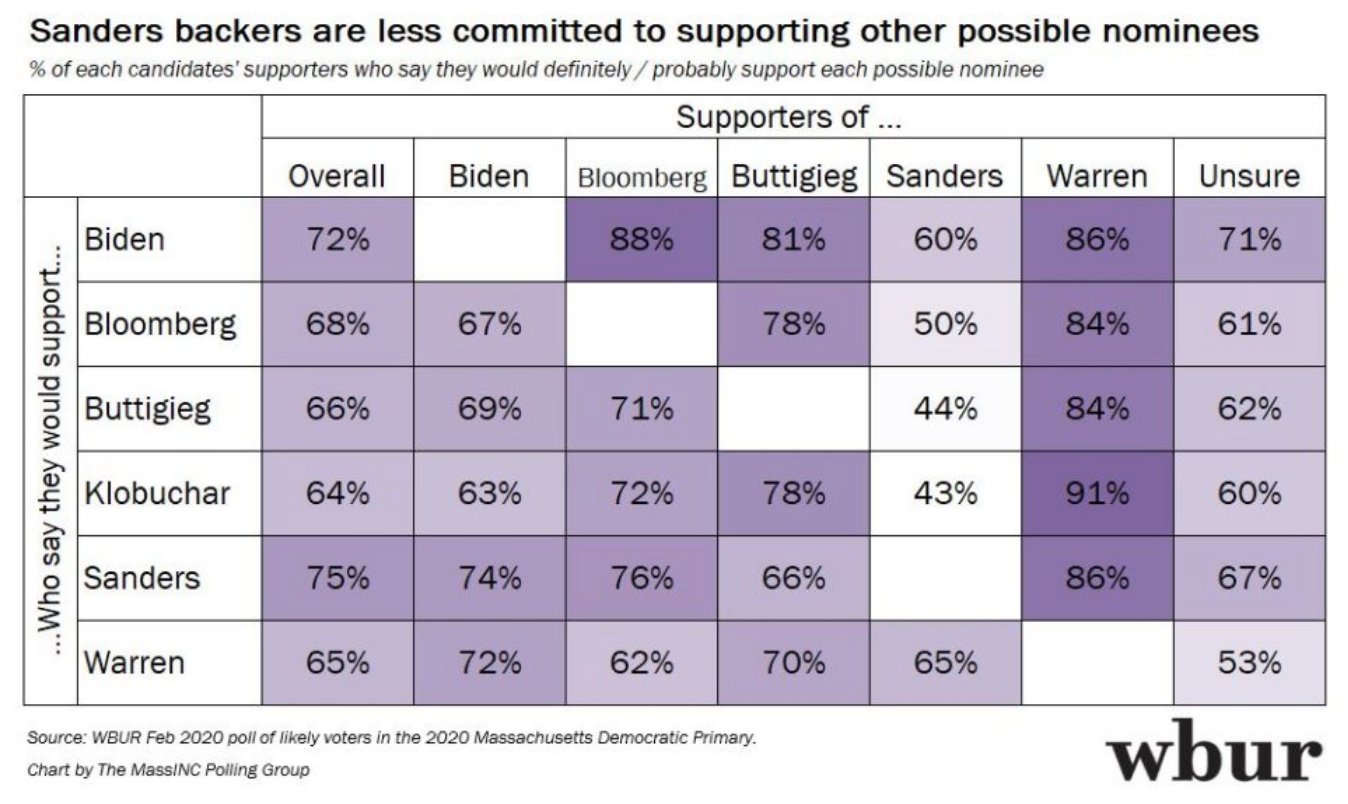 Sanders backers are less committed to supporting other possible nominees
% of each candidates' supporters who say they would definitely / probably support each possible nominee
Supporters of ...
Overall Biden Bloomberg Buttigieg Sanders Warren Unsure
...Who say they would support...
Biden 72% 88% 81% 60% 86% 71%
Bloomberg 68% 67% 78% 50% 84% 61%
Buttigieg 66% 69% 71% 44% 84% 62%
Klobuchar 64% 63% 72% 78% 43% 91% 60%
Sanders 75% 74% 76% 66% 86% 67%
Warren 65% 72% 62% 70% 65% 53%
Source: WBUR Feb 2020 poll of likely voters in the 2020 Massachusetts Democratic Primary.
Chart by The MassINC Polling Group
wbur